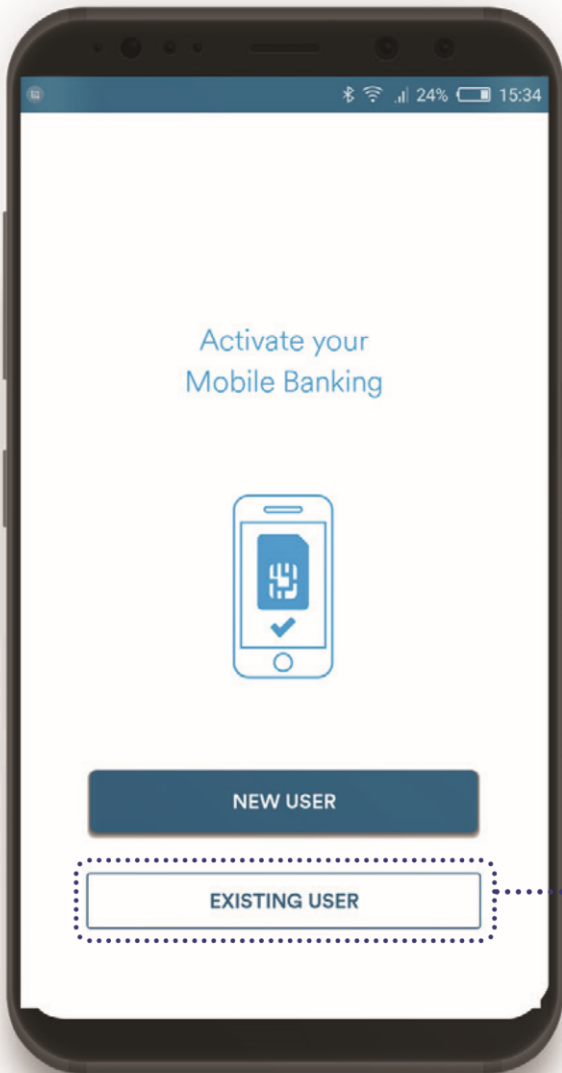 24% 15:34
Activate your
Mobile Banking
NEW USER
EXISTING USER